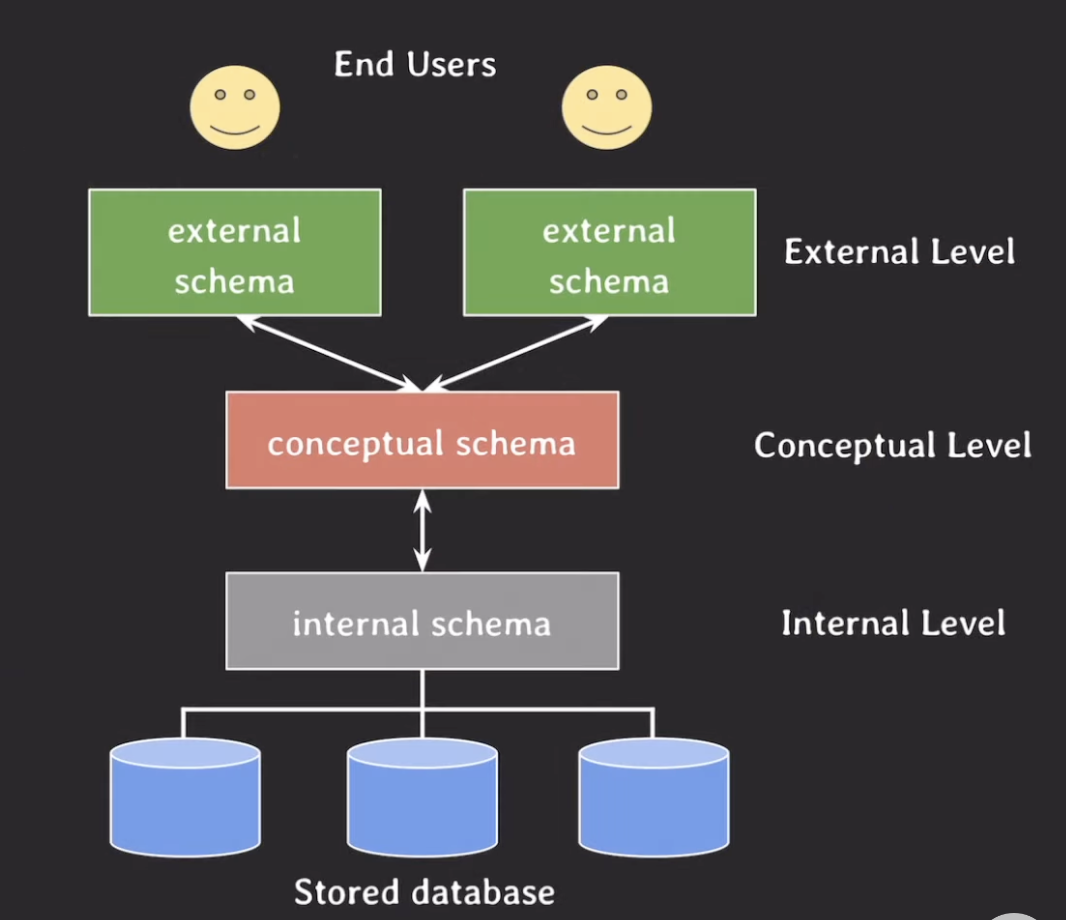 End Users
external
schema
external
schema
External Level
conceptual schema
Conceptual Level
internal schema
Internal Level
Stored database